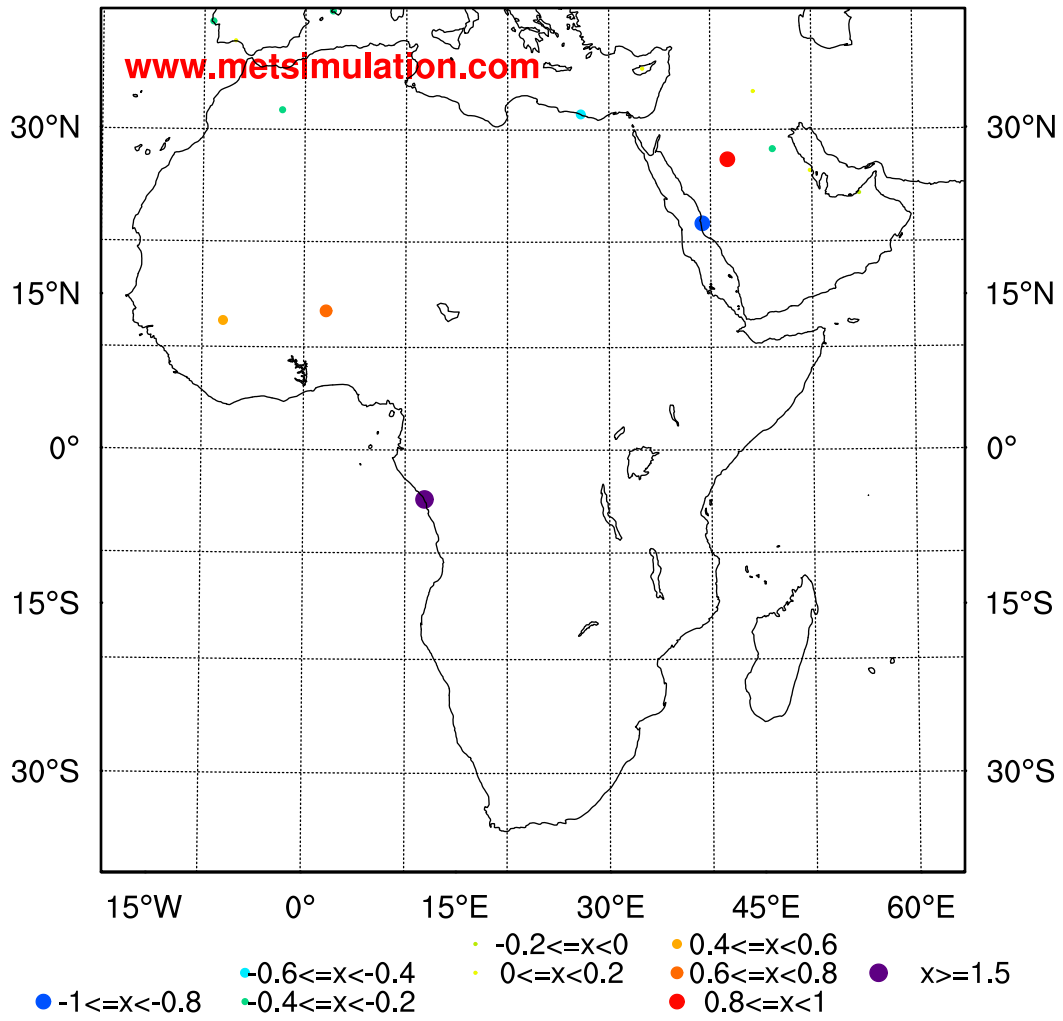 www.metsimulation.com
30°N 30°N
15°N 15°N
0° 0°
15°S 15°S
30°S 30°S
15°W 0° 15°E 30°E 45°E 60°E
-0.2<=x<0 0.4<=x<0.6
-0.6<=x<-0.4 0<=x<0.2 0.6<=x<0.8 x>=1.5
-1<=x<-0.8 -0.4<=x<-0.2 0.8<=x<1